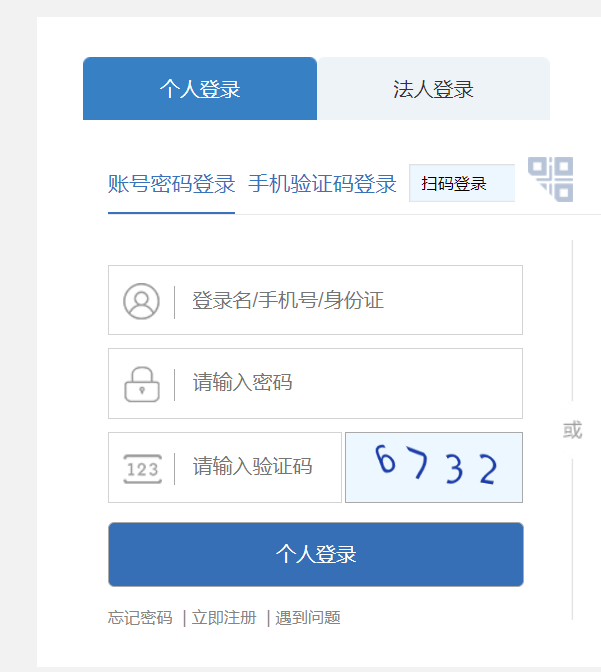 个人登录 法人登录
账号密码登录 手机验证码登录 扫码登录
登录名/手机号/身份证
请输入密码
或
123 请输入验证码 6732
个人登录
忘记密码 | 立即注册 | 遇到问题